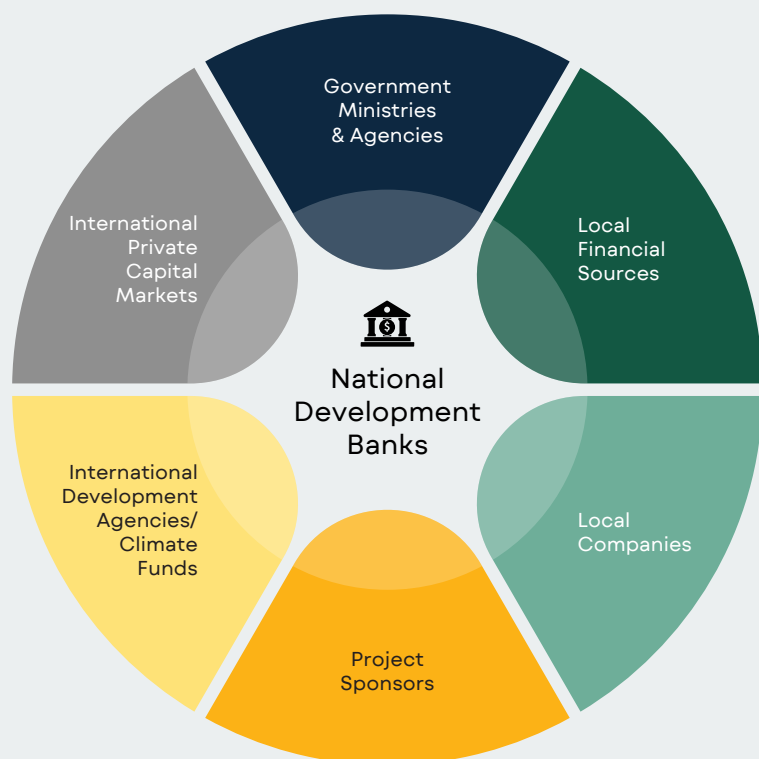 Government
Ministries
& Agencies
Local
Financial
Sources
Local
Companies
Project
Sponsors
International
Development
Agencies/
Climate
Funds
International
Private
Capital
Markets
$
National
Development
Banks